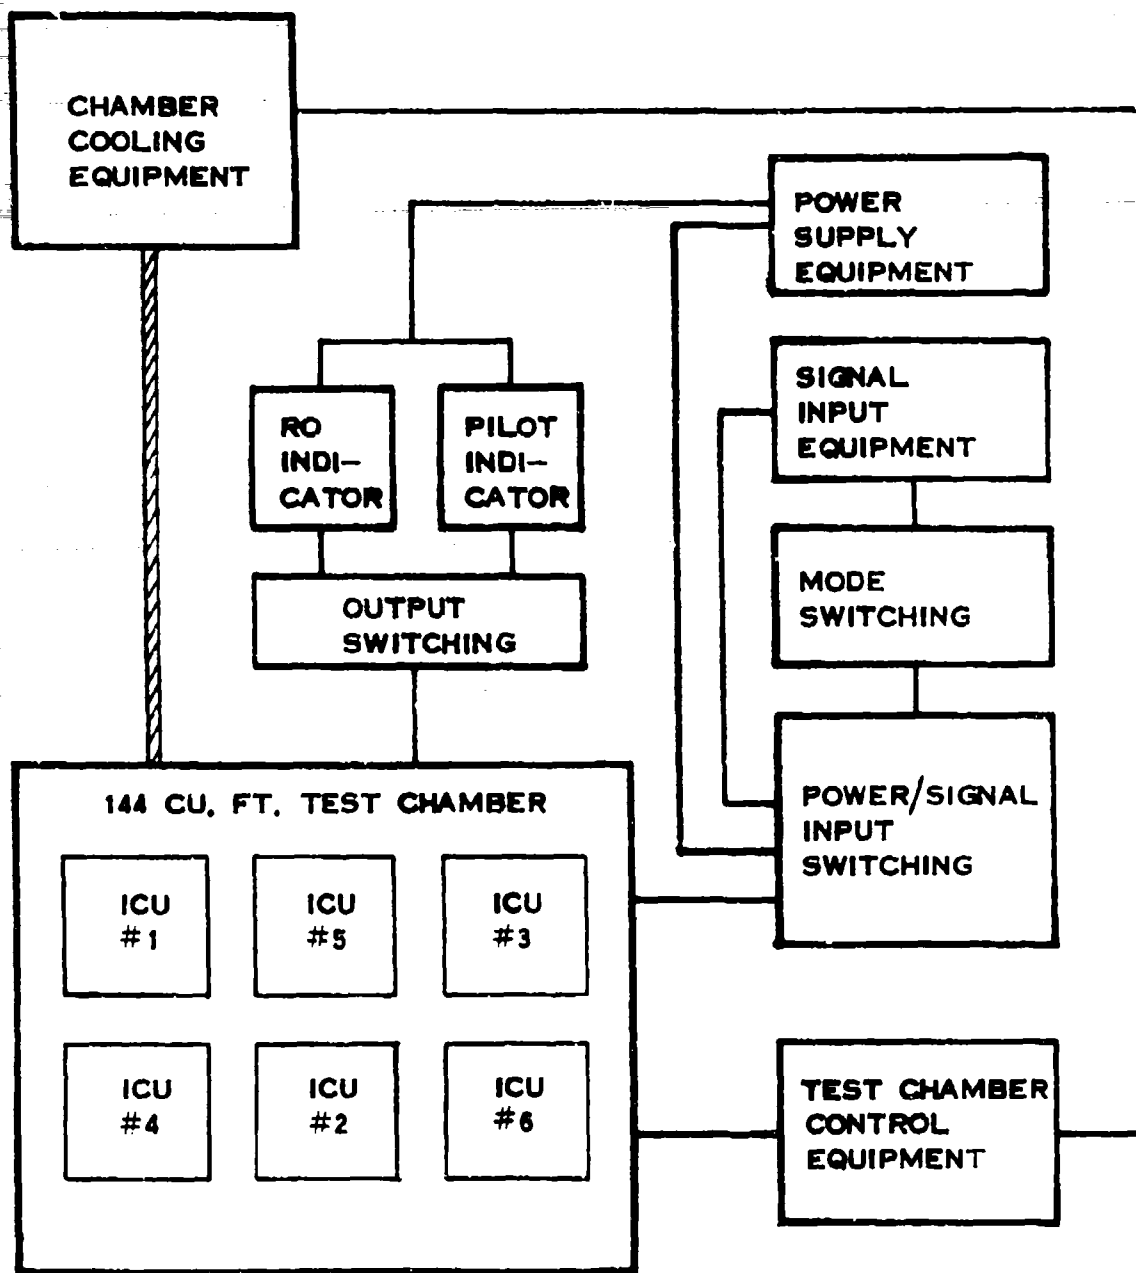 CHAMBER
COOLING
EQUIPMENT
POWER
SUPPLY
EQUIPMENT
SIGNAL
INPUT
EQUIPMENT
RO
INDI-
CATOR
PILOT
INDI-
CATOR
MODE
SWITCHING
OUTPUT
SWITCHING
POWER/SIGNAL
INPUT
SWITCHING
144 CU. FT. TEST CHAMBER
ICU
#1
ICU
#5
ICU
#3
ICU
#4
ICU
#2
ICU
#6
TEST CHAMBER
CONTROL
EQUIPMENT